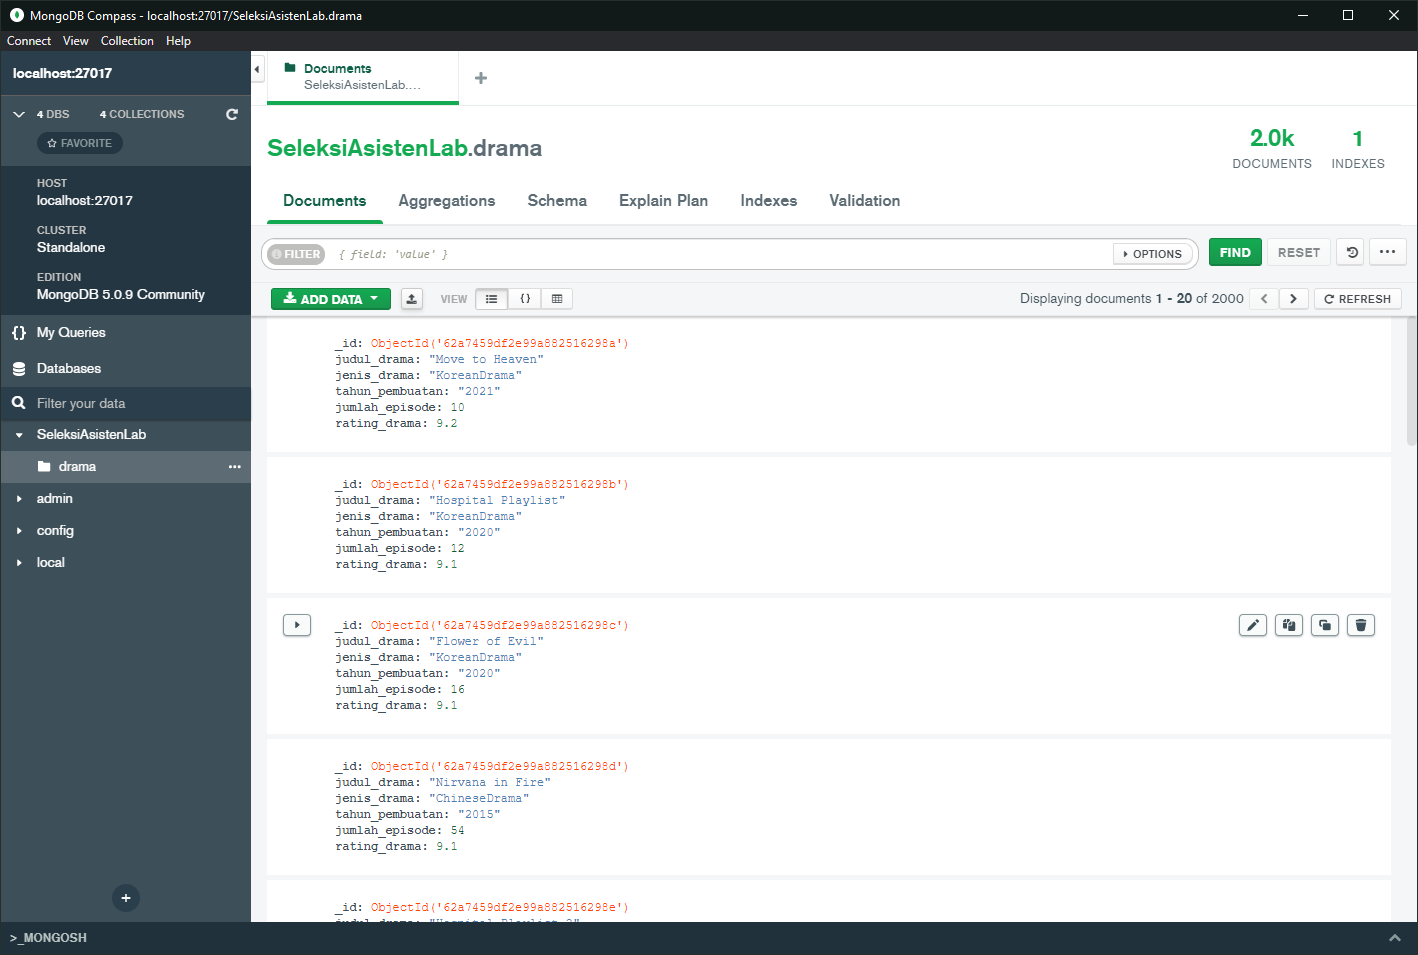 MongoDB Compass - localhost:27017/SeleksiAsistenLab.drama
Connect View Collection Help
localhost:27017
4 DBS 4 COLLECTIONS
FAVORITE
HOST
localhost:27017
CLUSTER
Standalone
EDITION
MongoDB 5.0.9 Community
{} My Queries
Databases
Filter your data
SeleksiAsistenLab
drama
admin
config
local
Documents
SeleksiAsistenLab....
SeleksiAsistenLab.drama
2.0k
DOCUMENTS
1
INDEXES
Documents Aggregations Schema Explain Plan Indexes Validation
FILTER { field: 'value' } OPTIONS FIND RESET
ADD DATA VIEW {} Displaying documents 1 - 20 of 2000 REFRESH
_id: ObjectId('62a7459df2e99a882516298a')
judul_drama: "Move to Heaven"
jenis_drama: "KoreanDrama"
tahun_pembuatan: "2021"
jumlah_episode: 10
rating_drama: 9.2
_id: ObjectId('62a7459df2e99a882516298b')
judul_drama: "Hospital Playlist"
jenis_drama: "KoreanDrama"
tahun_pembuatan: "2020"
jumlah_episode: 12
rating_drama: 9.1
_id: ObjectId('62a7459df2e99a882516298c')
judul_drama: "Flower of Evil"
jenis_drama: "KoreanDrama"
tahun_pembuatan: "2020"
jumlah_episode: 16
rating_drama: 9.1
_id: ObjectId('62a7459df2e99a882516298d')
judul_drama: "Nirvana in Fire"
jenis_drama: "ChineseDrama"
tahun_pembuatan: "2015"
jumlah_episode: 54
rating_drama: 9.1
_id: ObjectId('62a7459df2e99a882516298e')
judul_drama: "Hospital Playlist 2"
>_MONGOSH